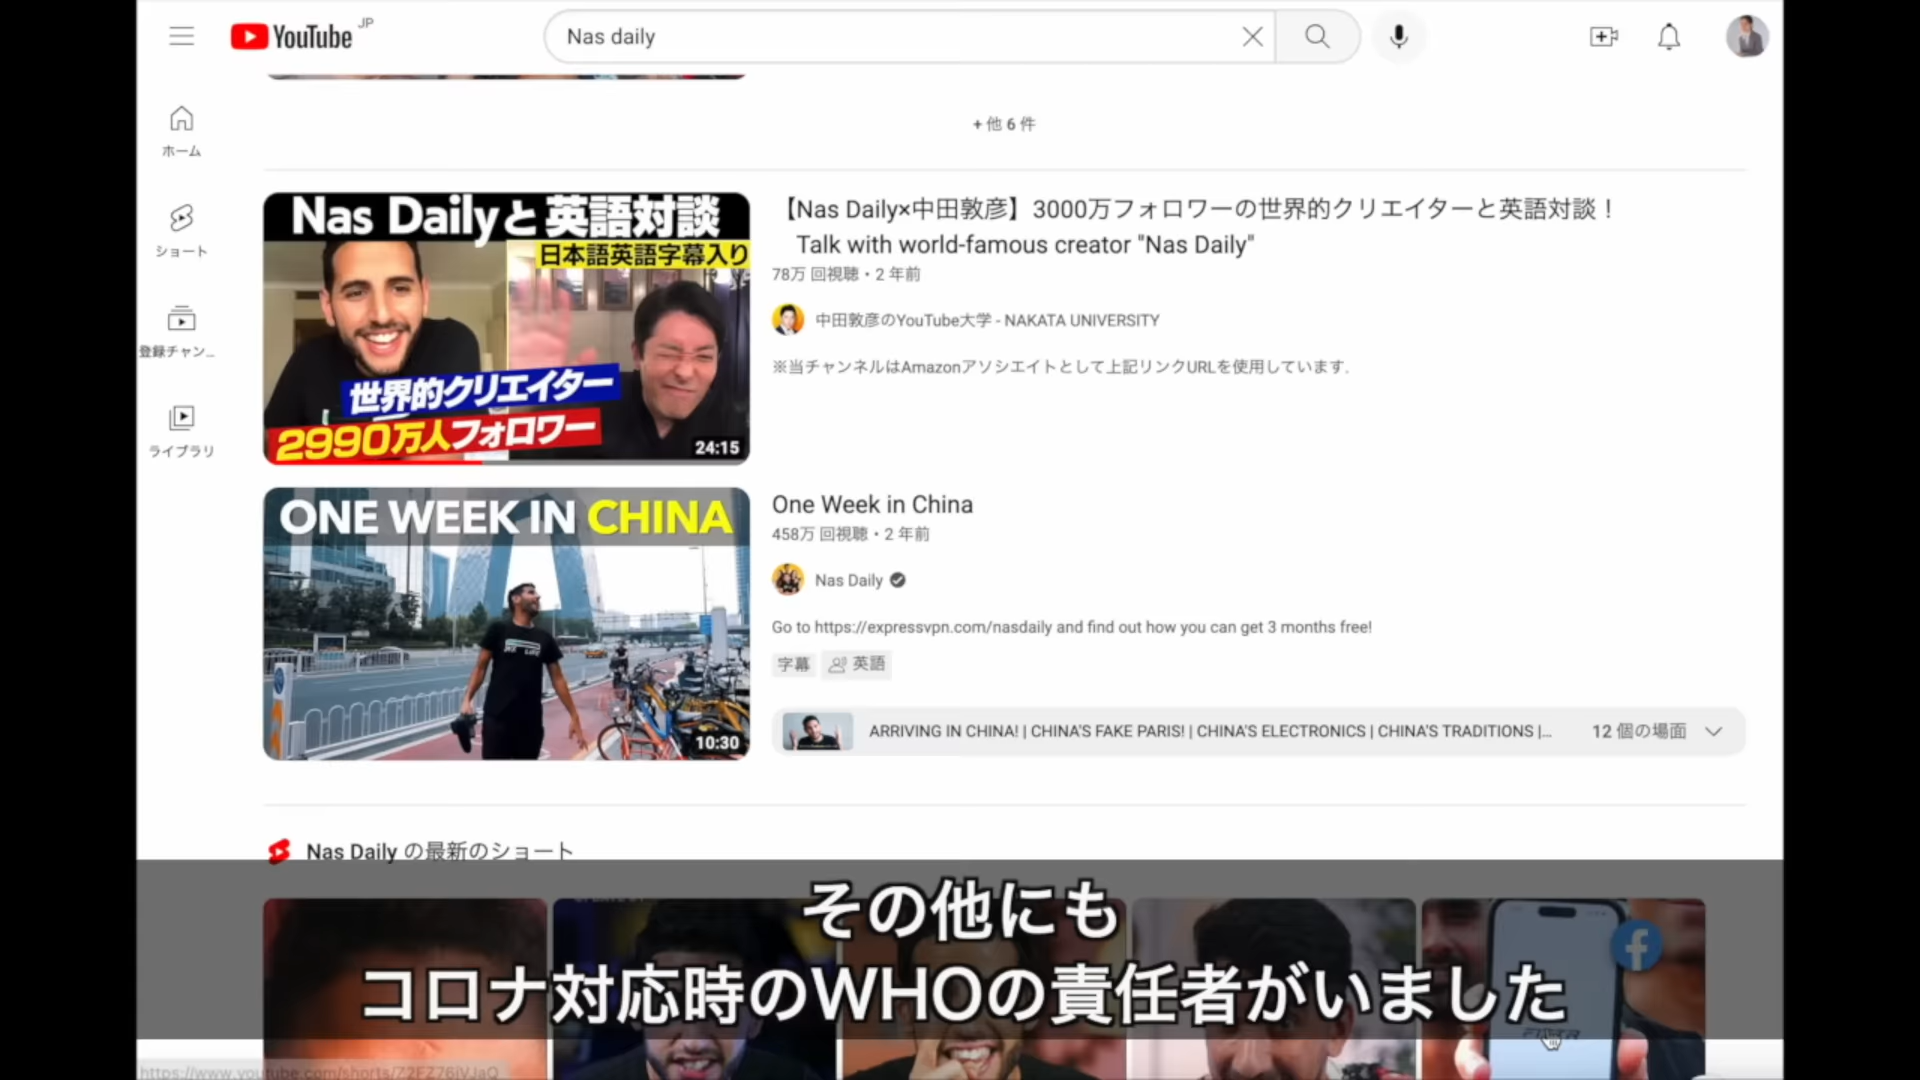 YouTube JP
Nas daily
ホーム
ショート
登録チャン...
ライブラリ
+ 他 6 件
Nas Dailyと英語対談
日本語英語字幕入り
世界的クリエイター
2990万人フォロワー
24:15
【Nas Daily×中田敦彦】3000万フォロワーの世界的クリエイターと英語対談！
Talk with world-famous creator "Nas Daily"
78万 回視聴・2 年前
中田敦彦のYouTube大学 - NAKATA UNIVERSITY
※当チャンネルはAmazonアソシエイトとして上記リンクURLを使用しています.
ONE WEEK IN CHINA
10:30
One Week in China
458万 回視聴・2 年前
Nas Daily
Go to https://expressvpn.com/nasdaily and find out how you can get 3 months free!
字幕
英語
ARRIVING IN CHINA! | CHINA'S FAKE PARIS! | CHINA'S ELECTRONICS | CHINA'S TRADITIONS |...
12 個の場面
Nas Daily の最新のショート
その他にも
コロナ対応時のWHOの責任者がいました